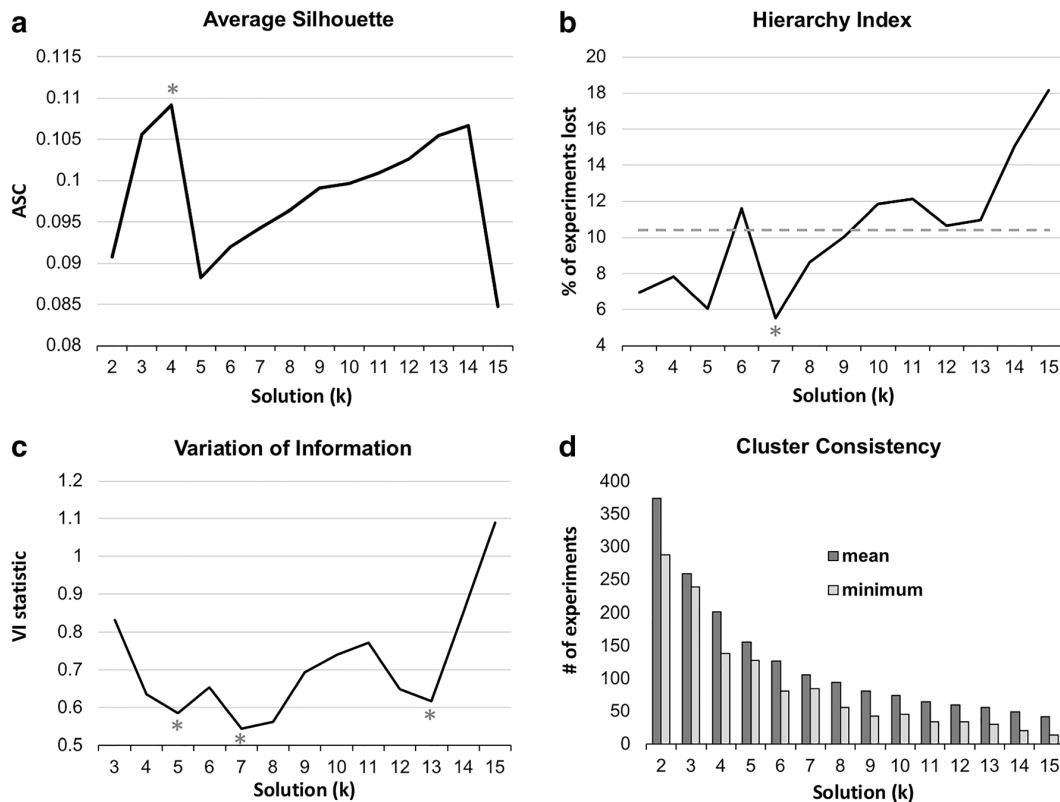 a
Average Silhouette
0.115
0.11
0.105
0.1
0.095
0.09
0.085
0.08
ASC
*
2 3 4 5 6 7 8 9 10 11 12 13 14 15
Solution (k)
b
Hierarchy Index
20
18
16
14
12
10
8
6
4
% of experiments lost
*
3 4 5 6 7 8 9 10 11 12 13 14 15
Solution (k)
c
Variation of Information
1.2
1.1
1
0.9
0.8
0.7
0.6
0.5
VI statistic
* * *
3 4 5 6 7 8 9 10 11 12 13 14 15
Solution (k)
d
Cluster Consistency
400
350
300
250
200
150
100
50
0
# of experiments
mean
minimum
2 3 4 5 6 7 8 9 10 11 12 13 14 15
Solution (k)